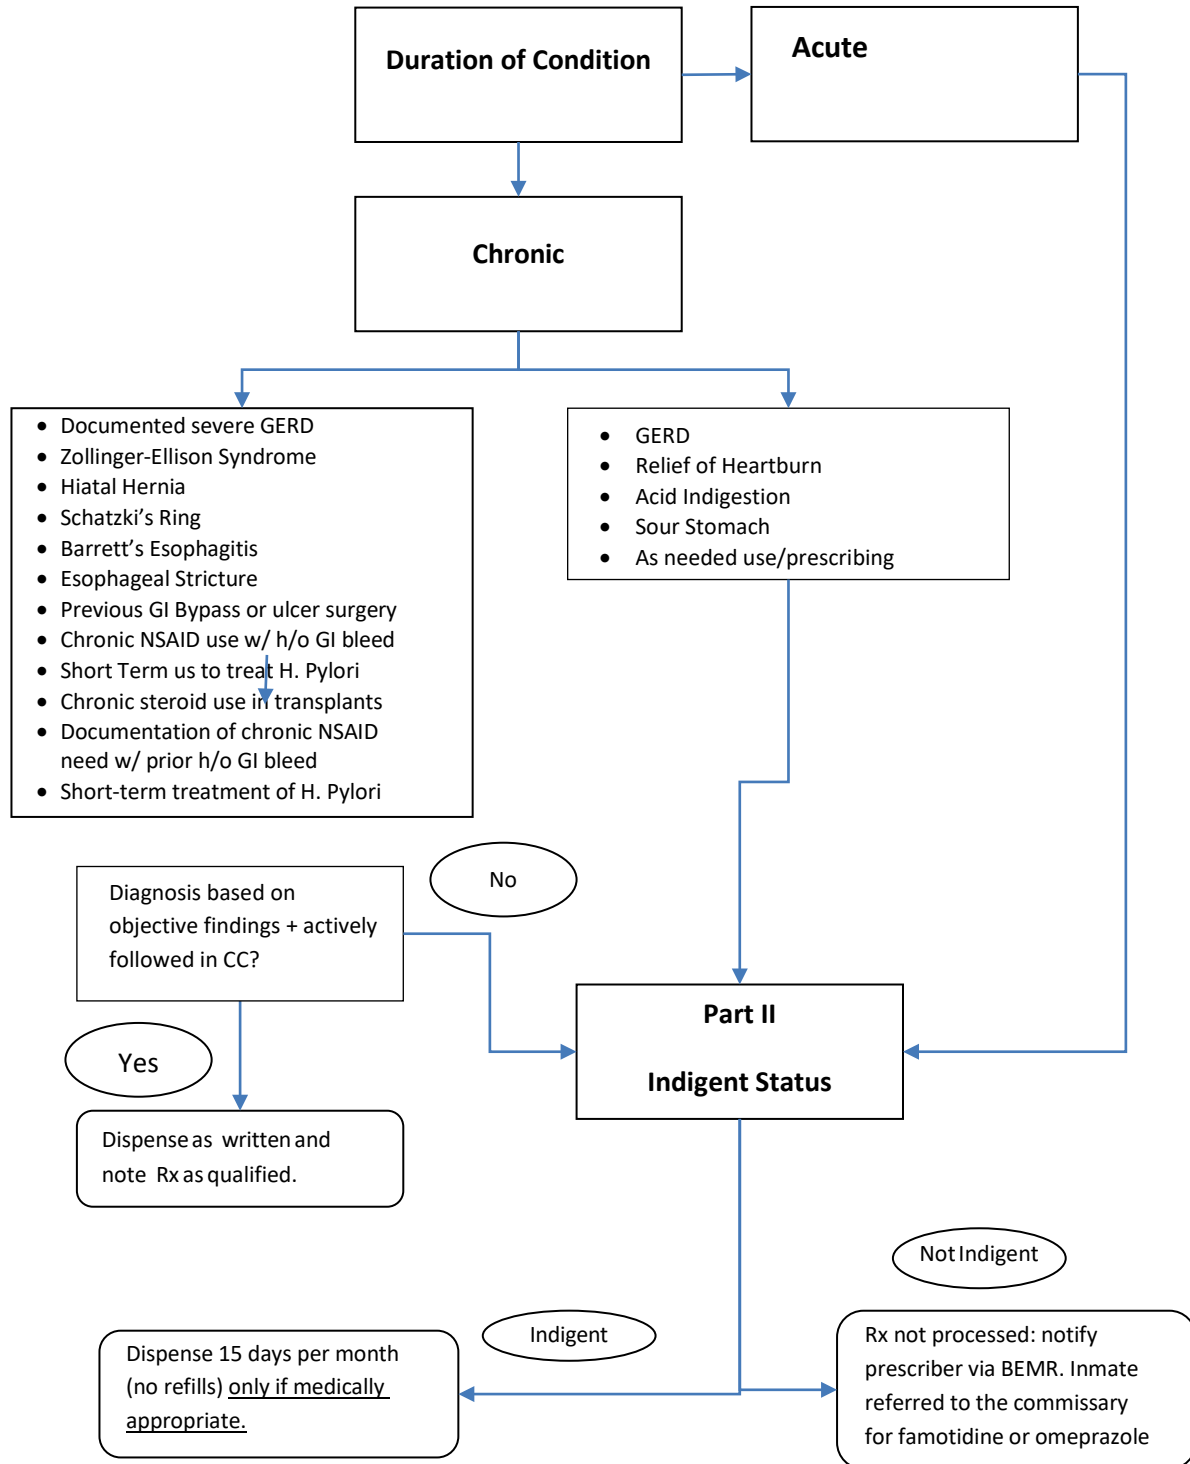 Duration of Condition
Acute
Chronic
• Documented severe GERD
• Zollinger-Ellison Syndrome
• Hiatal Hernia
• Schatzki’s Ring
• Barrett’s Esophagitis
• Esophageal Stricture
• Previous GI Bypass or ulcer surgery
• Chronic NSAID use w/ h/o GI bleed
• Short Term us to treat H. Pylori
• Chronic steroid use in transplants
• Documentation of chronic NSAID
need w/ prior h/o GI bleed
• Short-term treatment of H. Pylori
• GERD
• Relief of Heartburn
• Acid Indigestion
• Sour Stomach
• As needed use/prescribing
No
Diagnosis based on
objective findings + actively
followed in CC?
Yes
Dispense as written and
note Rx as qualified.
Part II
Indigent Status
Not Indigent
Indigent
Dispense 15 days per month
(no refills) only if medically
appropriate.
Rx not processed: notify
prescriber via BEMR. Inmate
referred to the commissary
for famotidine or omeprazole